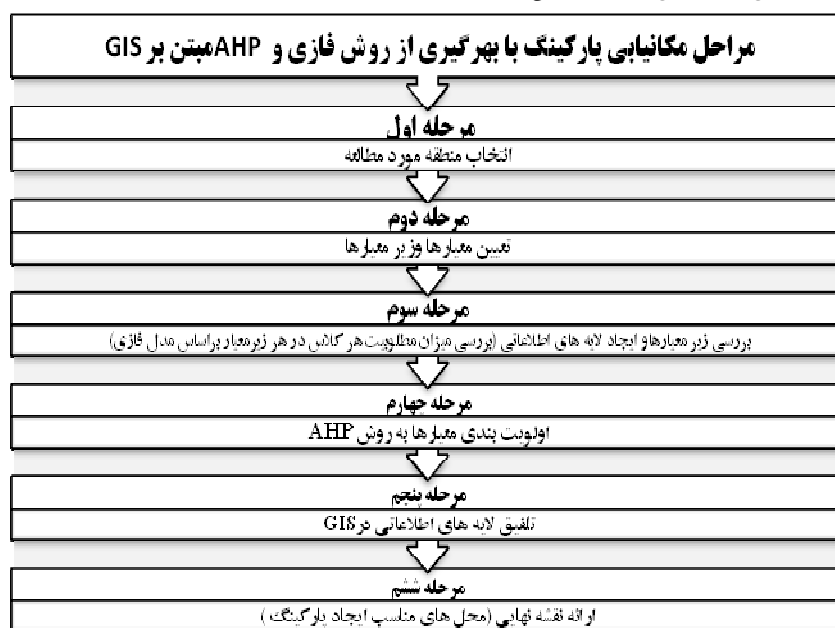 مراحل مکانیابی پارکینگ با بهرگیری از روش فازی و AHPمبتن بر GIS
مرحله اول
انتخاب منطقه مورد مطالعه
مرحله دوم
تعیین معیارها وزیر معیارها
مرحله سوم
بررسی زیر معیارهاو ایجاد لایه های اطلاعاتی (بررسی میزان مطلوبیت هر کلاس در هر زیرمعیار براساس مدل فازی)
مرحله چهارم
اولویت بندی معیارها به روش AHP
مرحله پنجم
تلفیق لایه های اطلاعاتی در GIS
مرحله ششم
ارائه نقشه نهایی (محل های مناسب ایجاد پارکینگ )